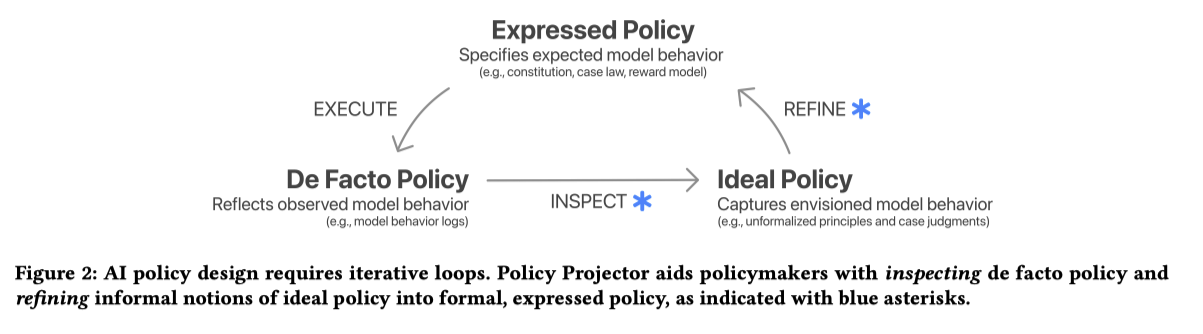 Expressed Policy
Specifies expected model behavior
(e.g., constitution, case law, reward model)
EXECUTE
REFINE *
De Facto Policy
Reflects observed model behavior
(e.g., model behavior logs)
INSPECT *
Ideal Policy
Captures envisioned model behavior
(e.g., unformalized principles and case judgments)
Figure 2: AI policy design requires iterative loops. Policy Projector aids policymakers with inspecting de facto policy and
refining informal notions of ideal policy into formal, expressed policy, as indicated with blue asterisks.